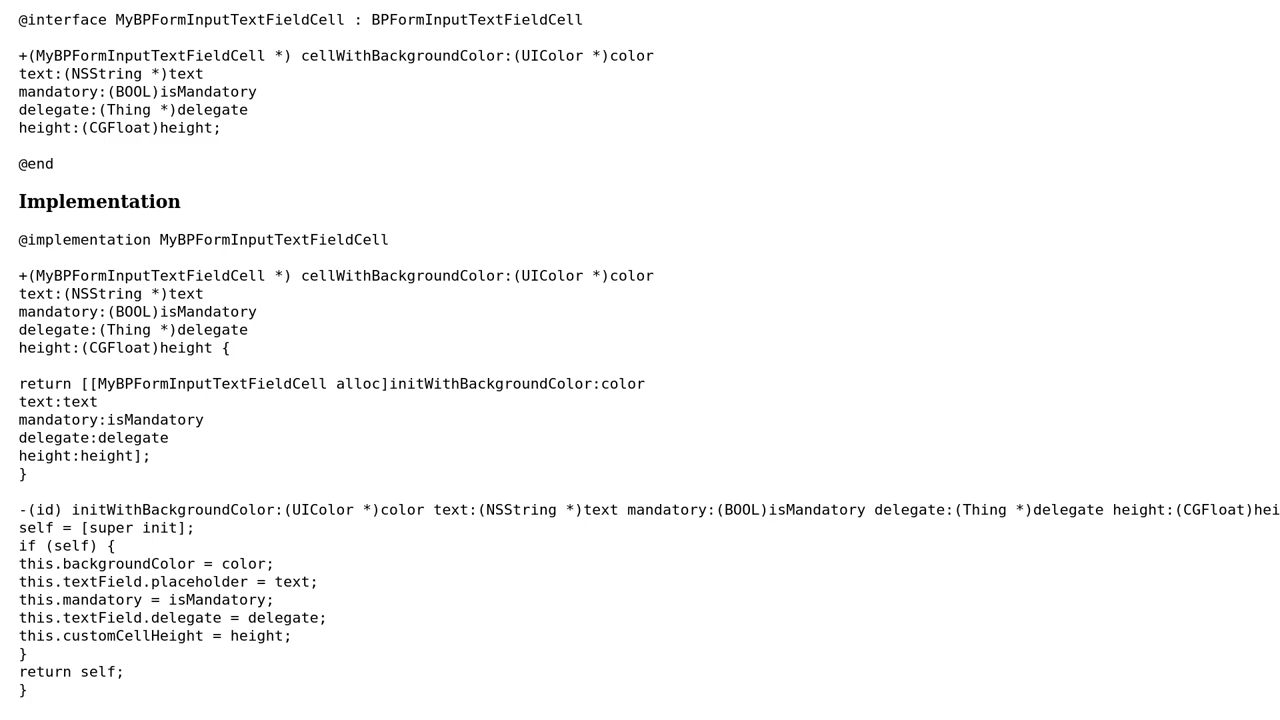 @interface MyBPFormInputTextFieldCell : BPFormInputTextFieldCell
+(MyBPFormInputTextFieldCell *) cellWithBackgroundColor:(UIColor *)color
text:(NSString *)text
mandatory:(BOOL)isMandatory
delegate:(Thing *)delegate
height:(CGFloat)height;
@end
Implementation
@implementation MyBPFormInputTextFieldCell
+(MyBPFormInputTextFieldCell *) cellWithBackgroundColor:(UIColor *)color
text:(NSString *)text
mandatory:(BOOL)isMandatory
delegate:(Thing *)delegate
height:(CGFloat)height {
return [[MyBPFormInputTextFieldCell alloc]initWithBackgroundColor:color
text:text
mandatory:isMandatory
delegate:delegate
height:height];
}
-(id) initWithBackgroundColor:(UIColor *)color text:(NSString *)text mandatory:(BOOL)isMandatory delegate:(Thing *)delegate height:(CGFloat)hei
self = [super init];
if (self) {
this.backgroundColor = color;
this.textField.placeholder = text;
this.mandatory = isMandatory;
this.textField.delegate = delegate;
this.customCellHeight = height;
}
return self;
}